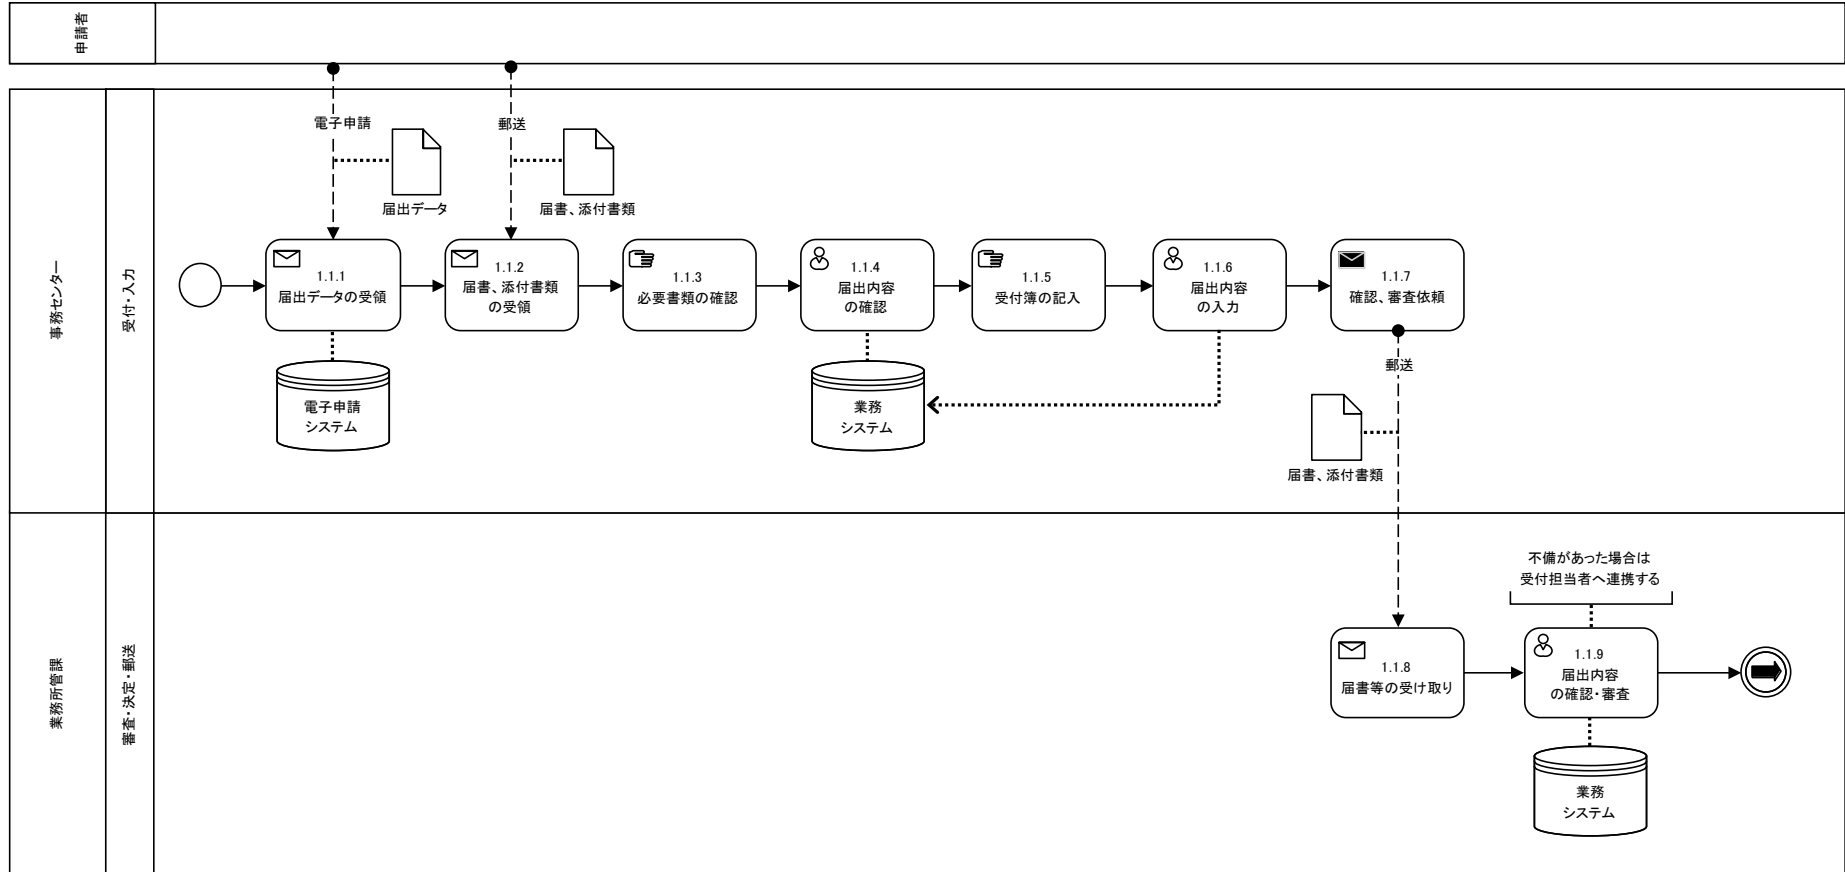 申請者
事務センター
受付・入力
電子申請
郵送
届出データ
届書、添付書類
1.1.1
届出データの受領
1.1.2
届書、添付書類
の受領
1.1.3
必要書類の確認
1.1.4
届出内容
の確認
1.1.5
受付簿の記入
1.1.6
届出内容
の入力
1.1.7
確認、審査依頼
電子申請
システム
業務
システム
郵送
届書、添付書類
業務所管課
審査・決定・郵送
不備があった場合は
受付担当者へ連携する
1.1.8
届書等の受け取り
1.1.9
届出内容
の確認・審査
業務
システム